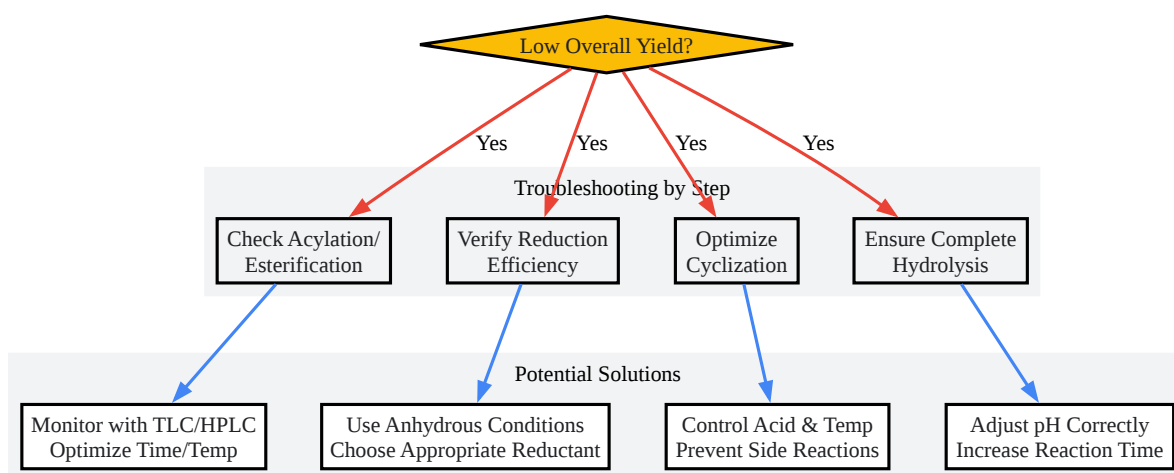 Low Overall Yield?
Yes
Yes
Yes
Yes
Troubleshooting by Step
Check Acylation/
Esterification
Verify Reduction
Efficiency
Optimize
Cyclization
Ensure Complete
Hydrolysis
Potential Solutions
Monitor with TLC/HPLC
Optimize Time/Temp
Use Anhydrous Conditions
Choose Appropriate Reductant
Control Acid & Temp
Prevent Side Reactions
Adjust pH Correctly
Increase Reaction Time